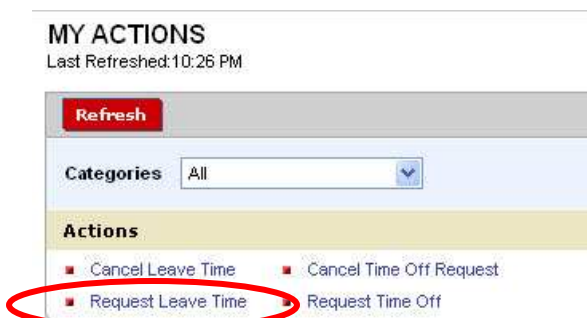 MY ACTIONS
Last Refreshed:10:26 PM
Refresh
Categories All
Actions
Cancel Leave Time Cancel Time Off Request
Request Leave Time Request Time Off